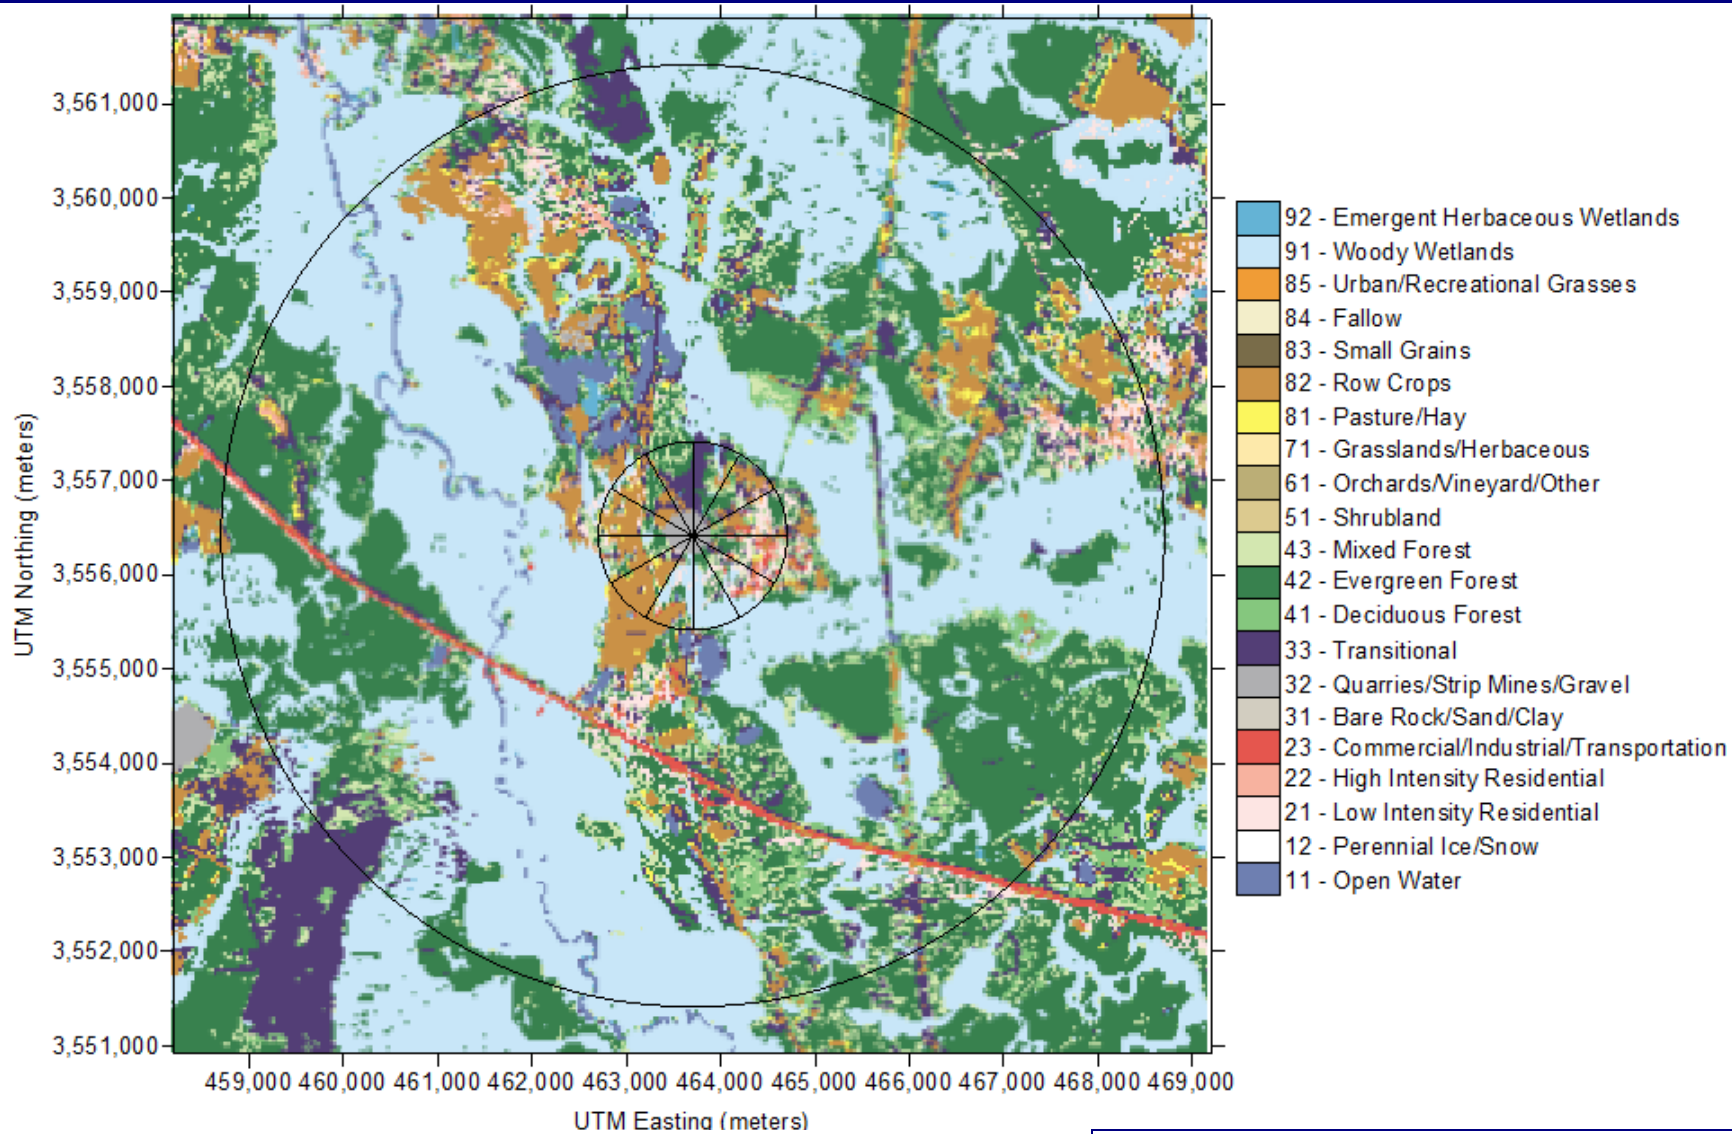 UTM Northing (meters)
3,561,000
3,560,000
3,559,000
3,558,000
3,557,000
3,556,000
3,555,000
3,554,000
3,553,000
3,552,000
3,551,000
459,000 460,000 461,000 462,000 463,000 464,000 465,000 466,000 467,000 468,000 469,000
UTM Easting (meters)
92 - Emergent Herbaceous Wetlands
91 - Woody Wetlands
85 - Urban/Recreational Grasses
84 - Fallow
83 - Small Grains
82 - Row Crops
81 - Pasture/Hay
71 - Grasslands/Herbaceous
61 - Orchards/Vineyard/Other
51 - Shrubland
43 - Mixed Forest
42 - Evergreen Forest
41 - Deciduous Forest
33 - Transitional
32 - Quarries/Strip Mines/Gravel
31 - Bare Rock/Sand/Clay
23 - Commercial/Industrial/Transportation
22 - High Intensity Residential
21 - Low Intensity Residential
12 - Perennial Ice/Snow
11 - Open Water